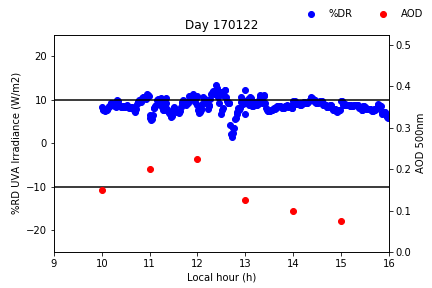 %DR AOD
Day 170122
%RD UVA Irradiance (W/m2)
20
10
0
−10
−20
0.5
0.4
0.3
0.2
0.1
0.0
AOD 500nm
9 10 11 12 13 14 15 16
Local hour (h)